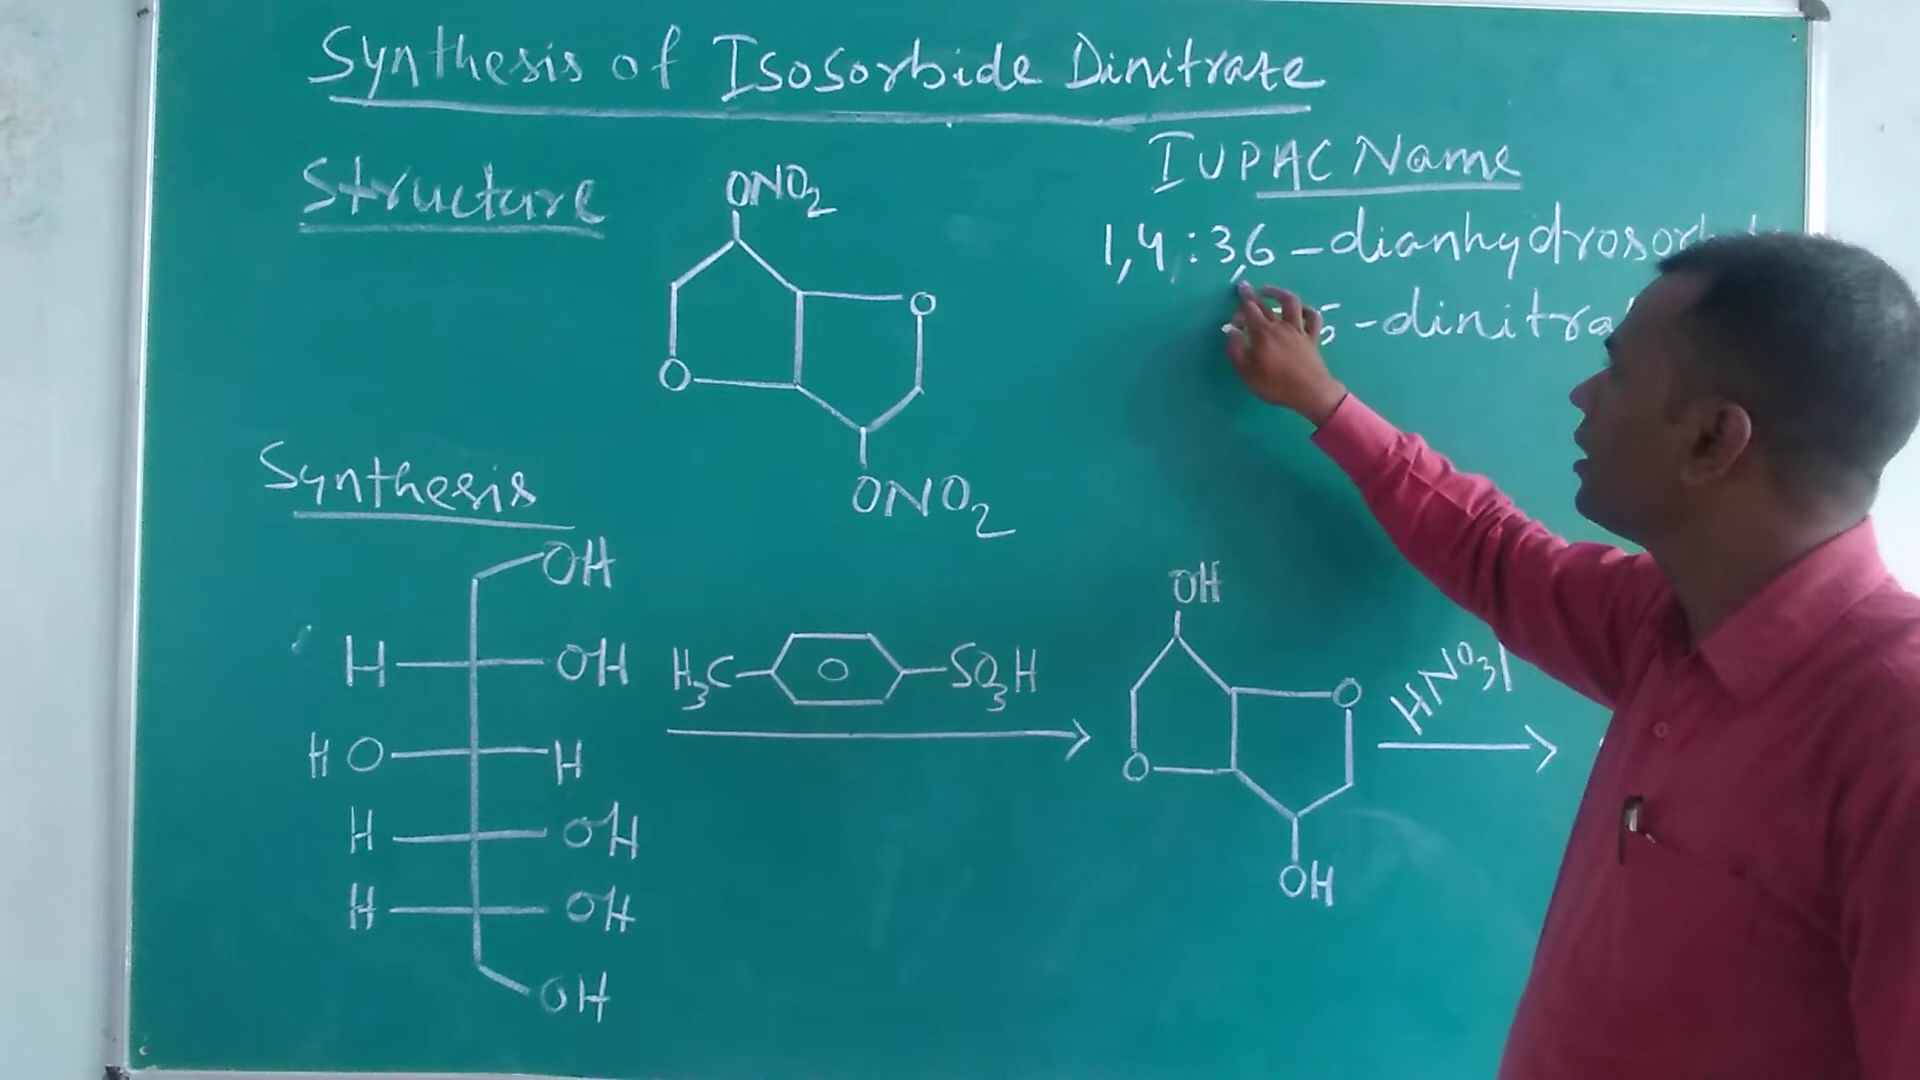 Synthesis of Isosorbide Dinitrate
Structure
ONO2
O
O
ONO2
IUPAC Name
1,4 : 3,6 - dianhydrosor
5 - dinitra
Synthesis
OH
H OH
HO H
H OH
H OH
OH
H3C SO3H
OH
O
O
OH
HNO3